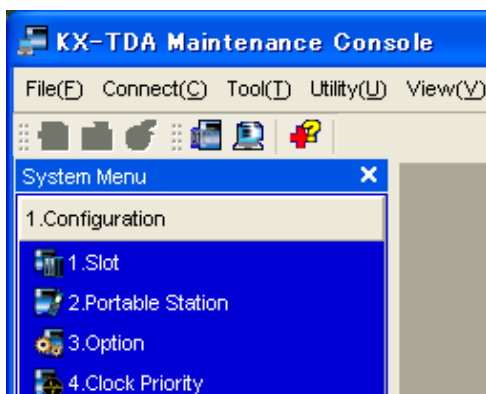 KX-TDA Maintenance Console
File(F) Connect(C) Tool(T) Utility(U) View(V)
System Menu
1.Configuration
1.Slot
2.Portable Station
3.Option
4.Clock Priority